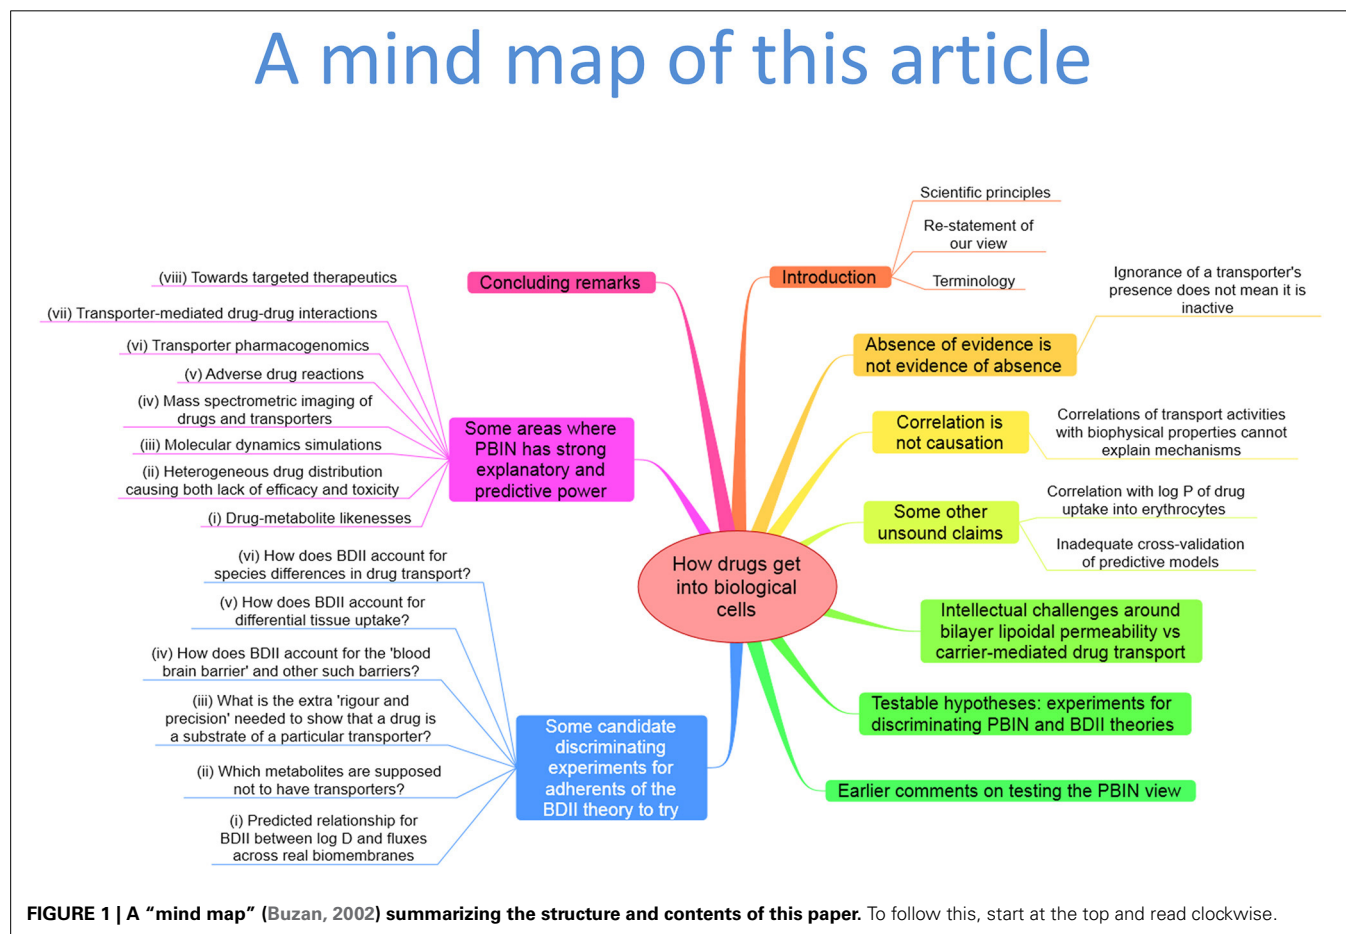 A mind map of this article
Introduction
Scientific principles
Re-statement of
our view
Terminology
Absence of evidence is
not evidence of absence
Ignorance of a transporter's
presence does not mean it is
inactive
Correlation is
not causation
Correlations of transport activities
with biophysical properties cannot
explain mechanisms
Some other
unsound claims
Correlation with log P of drug
uptake into erythrocytes
Inadequate cross-validation
of predictive models
Intellectual challenges around
bilayer lipoidal permeability vs
carrier-mediated drug transport
Testable hypotheses: experiments for
discriminating PBIN and BDII theories
Earlier comments on testing the PBIN view
How drugs get
into biological
cells
Some candidate
discriminating
experiments for
adherents of the
BDII theory to try
(i) Predicted relationship for
BDII between log D and fluxes
across real biomembranes
(ii) Which metabolites are supposed
not to have transporters?
(iii) What is the extra 'rigour and
precision' needed to show that a drug is
a substrate of a particular transporter?
(iv) How does BDII account for the 'blood
brain barrier' and other such barriers?
(v) How does BDII account for
differential tissue uptake?
(vi) How does BDII account for
species differences in drug transport?
Some areas where
PBIN has strong
explanatory and
predictive power
(i) Drug-metabolite likenesses
(ii) Heterogeneous drug distribution
causing both lack of efficacy and toxicity
(iii) Molecular dynamics simulations
(iv) Mass spectrometric imaging of
drugs and transporters
(v) Adverse drug reactions
(vi) Transporter pharmacogenomics
(vii) Transporter-mediated drug-drug interactions
(viii) Towards targeted therapeutics
Concluding remarks
FIGURE 1 | A “mind map” (Buzan, 2002) summarizing the structure and contents of this paper. To follow this, start at the top and read clockwise.